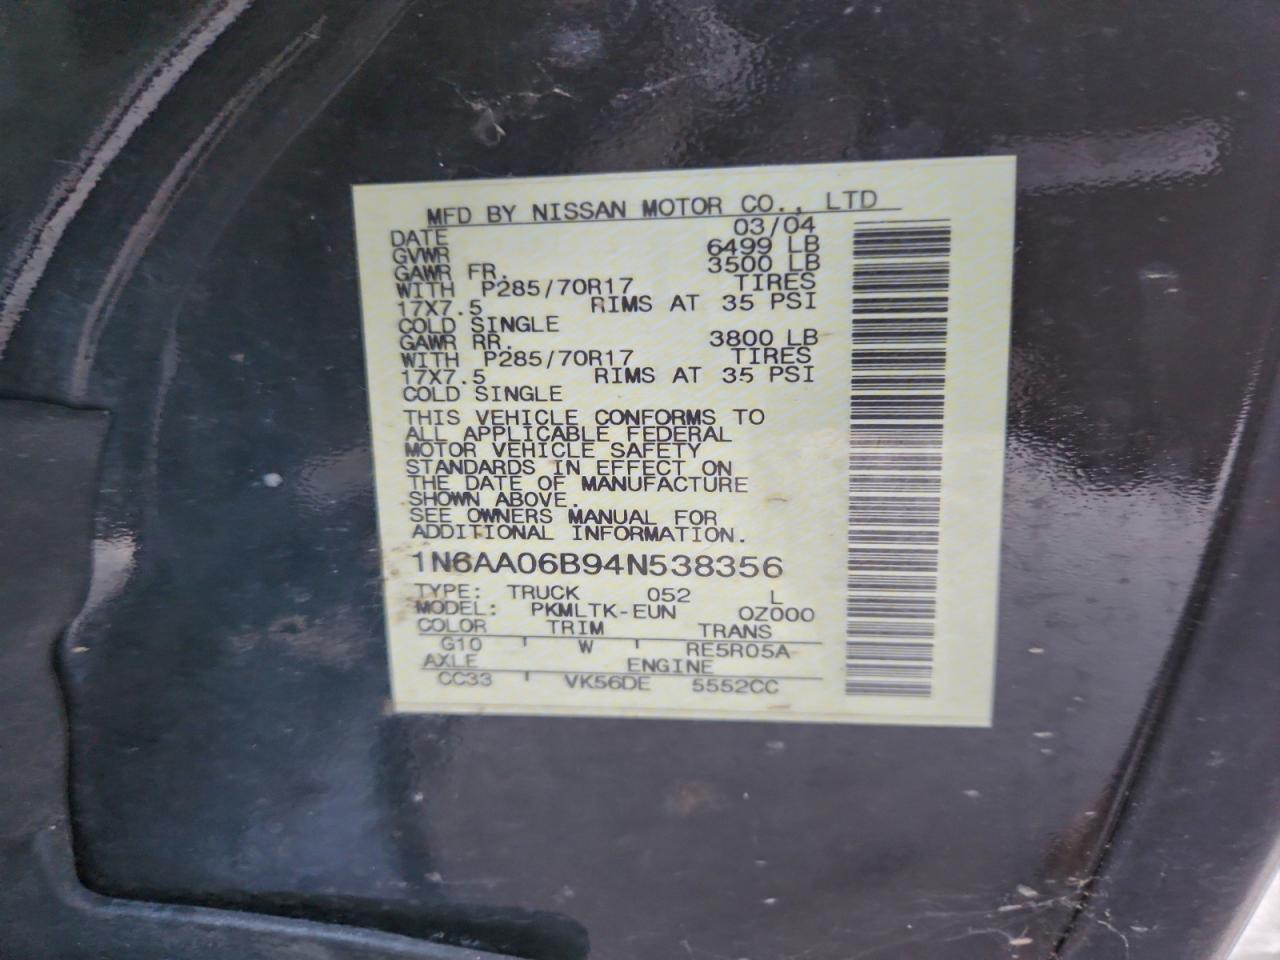 MFD BY NISSAN MOTOR CO., LTD
DATE 03/04
GVWR 6499 LB
GAWR FR. 3500 LB
WITH P285/70R17 TIRES
17X7.5 RIMS AT 35 PSI
COLD SINGLE
GAWR RR. 3800 LB
WITH P285/70R17 TIRES
17X7.5 RIMS AT 35 PSI
COLD SINGLE
THIS VEHICLE CONFORMS TO
ALL APPLICABLE FEDERAL
MOTOR VEHICLE SAFETY
STANDARDS IN EFFECT ON
THE DATE OF MANUFACTURE
SHOWN ABOVE.
SEE OWNERS MANUAL FOR
ADDITIONAL INFORMATION.
1N6AA06B94N538356
TYPE: TRUCK 052 L
MODEL: PKMLTK-EUN OZ000
COLOR TRIM TRANS
G10 W RE5R05A
AXLE ENGINE
CC33 VK56DE 5552CC